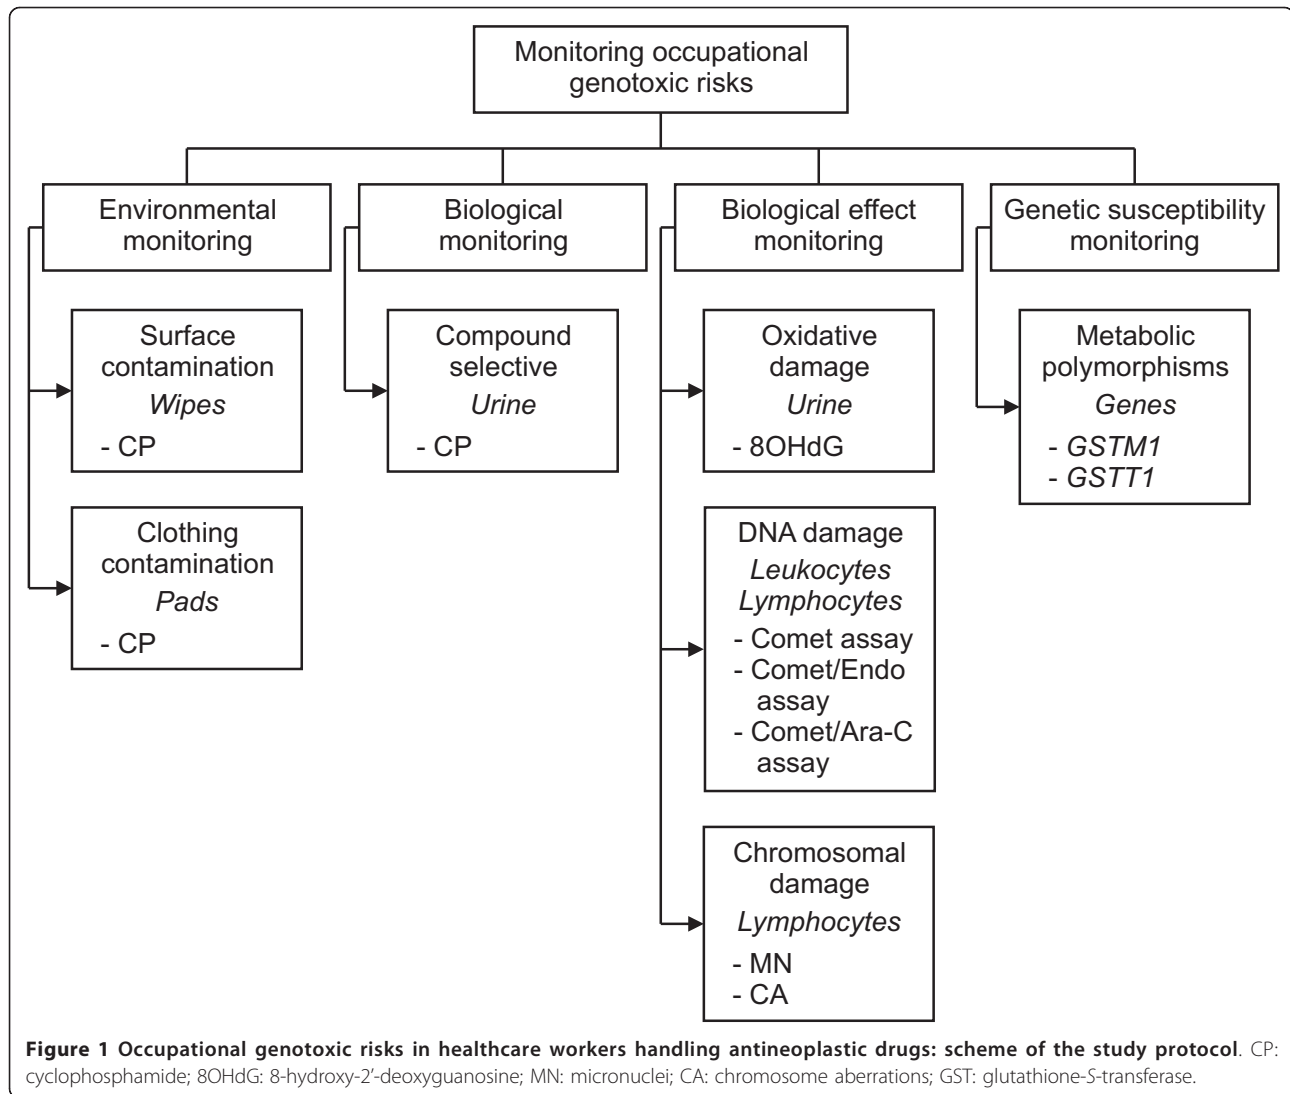 Monitoring occupational
genotoxic risks
Environmental
monitoring
Surface
contamination
Wipes
- CP
Clothing
contamination
Pads
- CP
Biological
monitoring
Compound
selective
Urine
- CP
Biological effect
monitoring
Oxidative
damage
Urine
- 8OHdG
DNA damage
Leukocytes
Lymphocytes
- Comet assay
- Comet/Endo
assay
- Comet/Ara-C
assay
Chromosomal
damage
Lymphocytes
- MN
- CA
Genetic susceptibility
monitoring
Metabolic
polymorphisms
Genes
- GSTM1
- GSTT1
Figure 1 Occupational genotoxic risks in healthcare workers handling antineoplastic drugs: scheme of the study protocol. CP:
cyclophosphamide; 8OHdG: 8-hydroxy-2′-deoxyguanosine; MN: micronuclei; CA: chromosome aberrations; GST: glutathione-S-transferase.